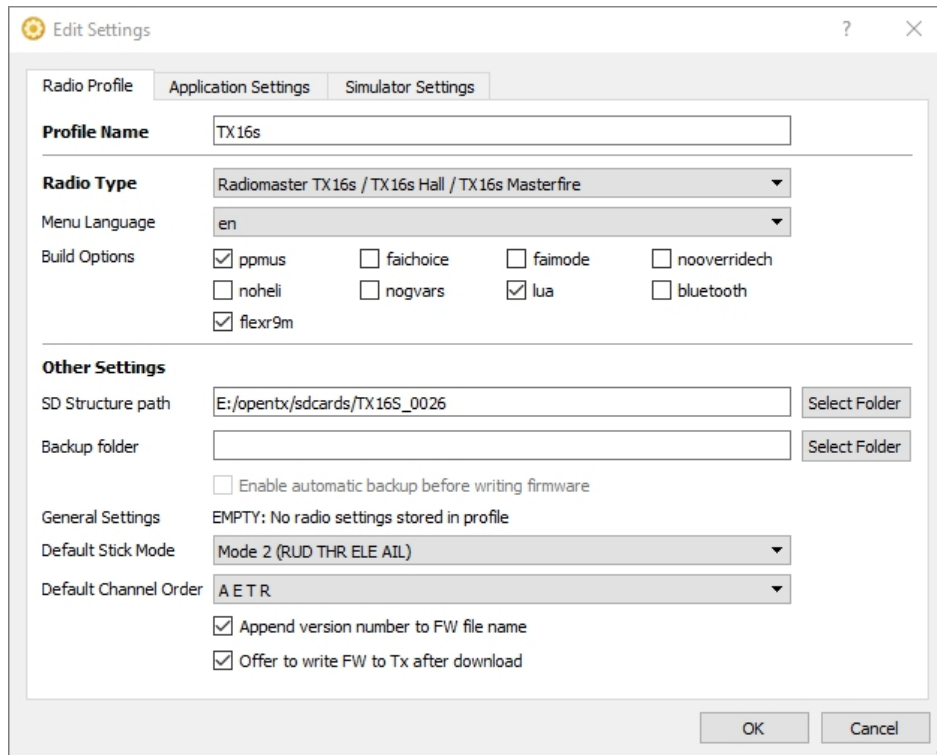 Edit Settings ?
Radio Profile Application Settings Simulator Settings
Profile Name TX16s
Radio Type Radiomaster TX16s / TX16s Hall / TX16s Masterfire
Menu Language en
Build Options ppmus faichoice faimode nooverridech
noheli nogvars lua bluetooth
flexr9m
Other Settings
SD Structure path E:/opentx/sdcards/TX16S_0026 Select Folder
Backup folder Select Folder
Enable automatic backup before writing firmware
General Settings EMPTY: No radio settings stored in profile
Default Stick Mode Mode 2 (RUD THR ELE AIL)
Default Channel Order A E T R
Append version number to FW file name
Offer to write FW to Tx after download
OK Cancel